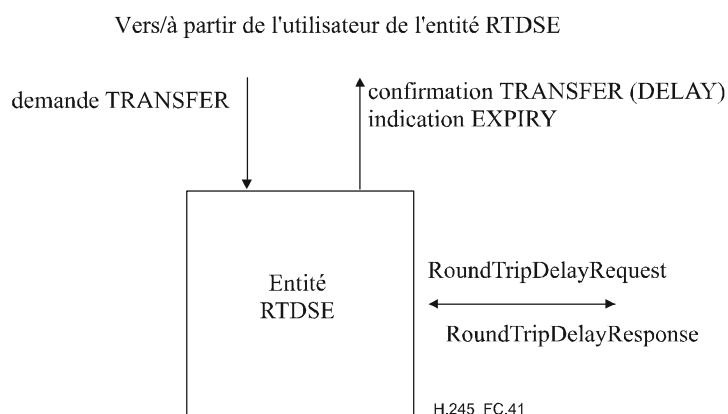 Vers/à partir de l'utilisateur de l'entité RTDSE
demande TRANSFER
confirmation TRANSFER (DELAY)
indication EXPIRY
Entité
RTDSE
RoundTripDelayRequest
RoundTripDelayResponse
H.245_FC.41